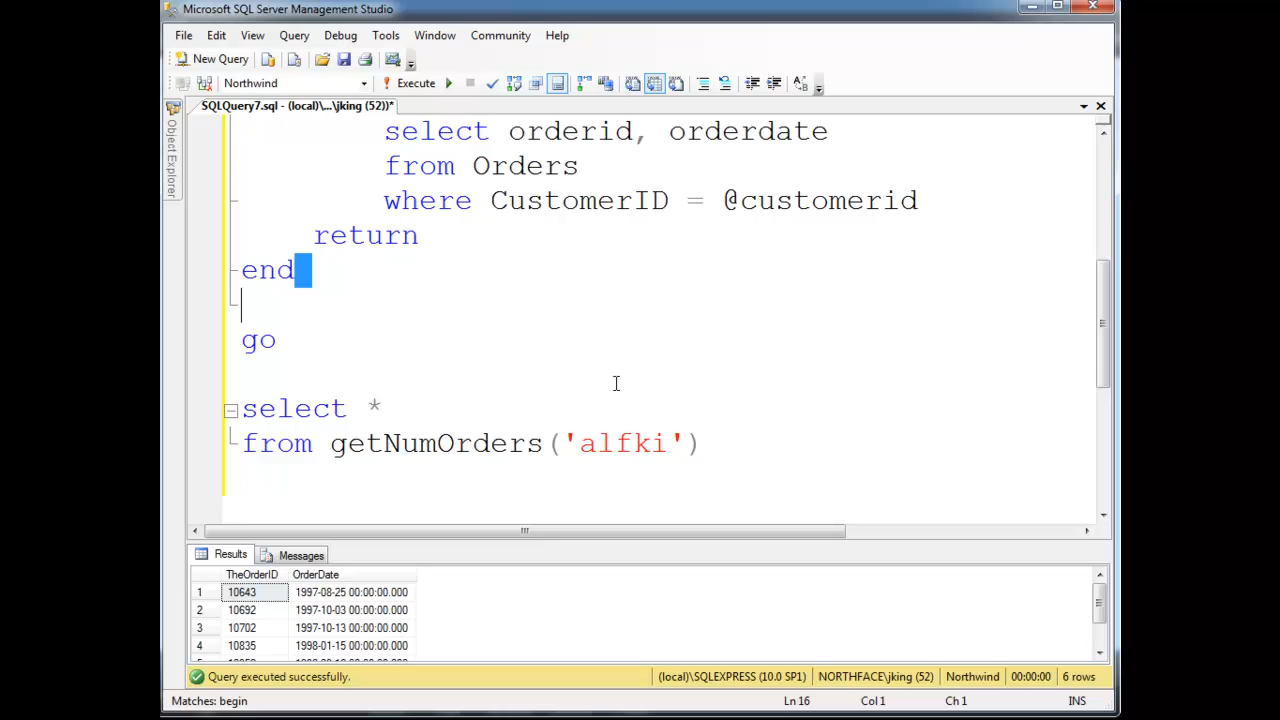 Microsoft SQL Server Management Studio
File Edit View Query Debug Tools Window Community Help
New Query
Northwind Execute
SQLQuery7.sql - (local)\...\jking (52))*
Object Explorer
select orderid, orderdate
from Orders
where CustomerID = @customerid
return
end
go
select *
from getNumOrders('alfki')
Results Messages
TheOrderID OrderDate
1 10643 1997-08-25 00:00:00.000
2 10692 1997-10-03 00:00:00.000
3 10702 1997-10-13 00:00:00.000
4 10835 1998-01-15 00:00:00.000
Query executed successfully. (local)\SQLEXPRESS (10.0 SP1) NORTHFACE\jking (52) Northwind 00:00:00 6 rows
Matches: begin Ln 16 Col 1 Ch 1 INS